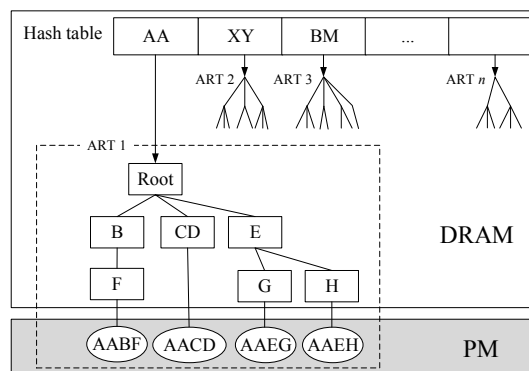 Hash table AA XY BM ...
ART 2 ART 3 ART n
ART 1
Root
B CD E DRAM
F G H
AABF AACD AAEG AAEH PM